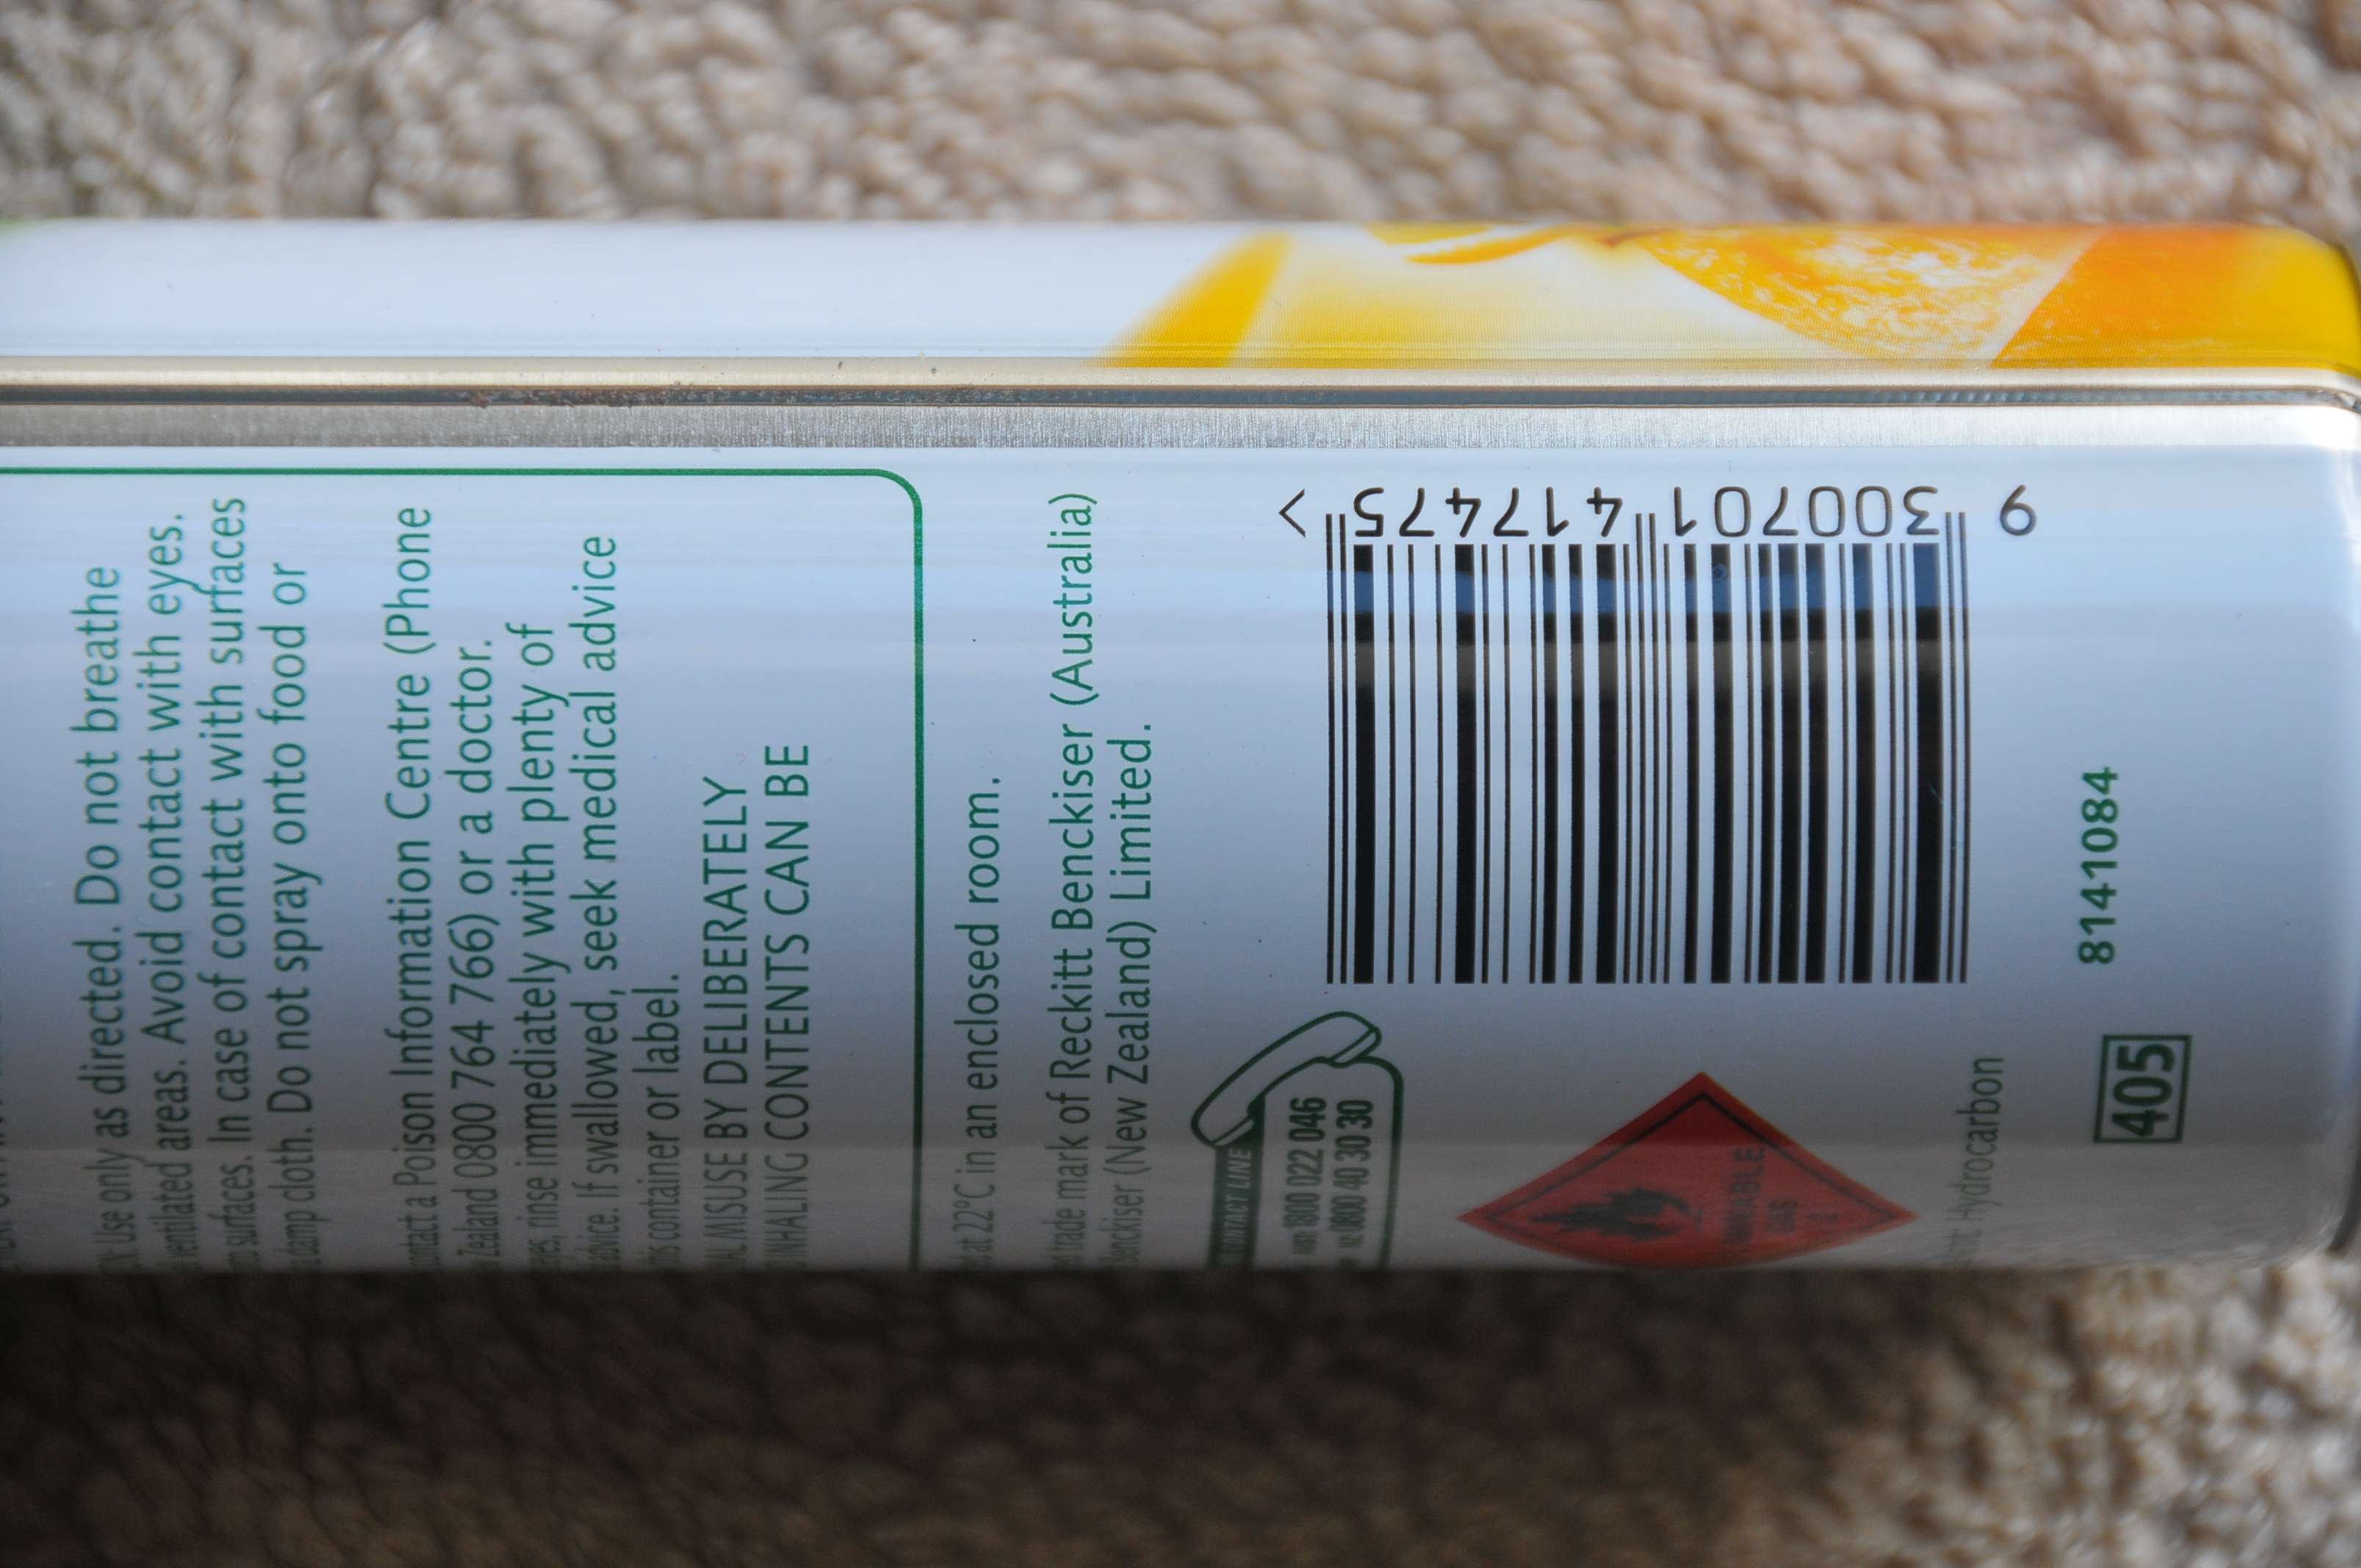 Use only as directed. Do not breathe
ventilated areas. Avoid contact with eyes.
surfaces. In case of contact with surfaces
damp cloth. Do not spray onto food or
contact a Poison Information Centre (Phone
Zealand 0800 764 766) or a doctor.
eyes, rinse immediately with plenty of
advice. If swallowed, seek medical advice
this container or label.
MISUSE BY DELIBERATELY
INHALING CONTENTS CAN BE
at 22°C in an enclosed room.
trade mark of Reckitt Benckiser (Australia)
Benckiser (New Zealand) Limited.
CONTACT LINE
AUST 1800 022 046
NZ 0800 40 30 30
9 300701 417475 >
FLAMMABLE
GAS
Hydrocarbon
405
8141084